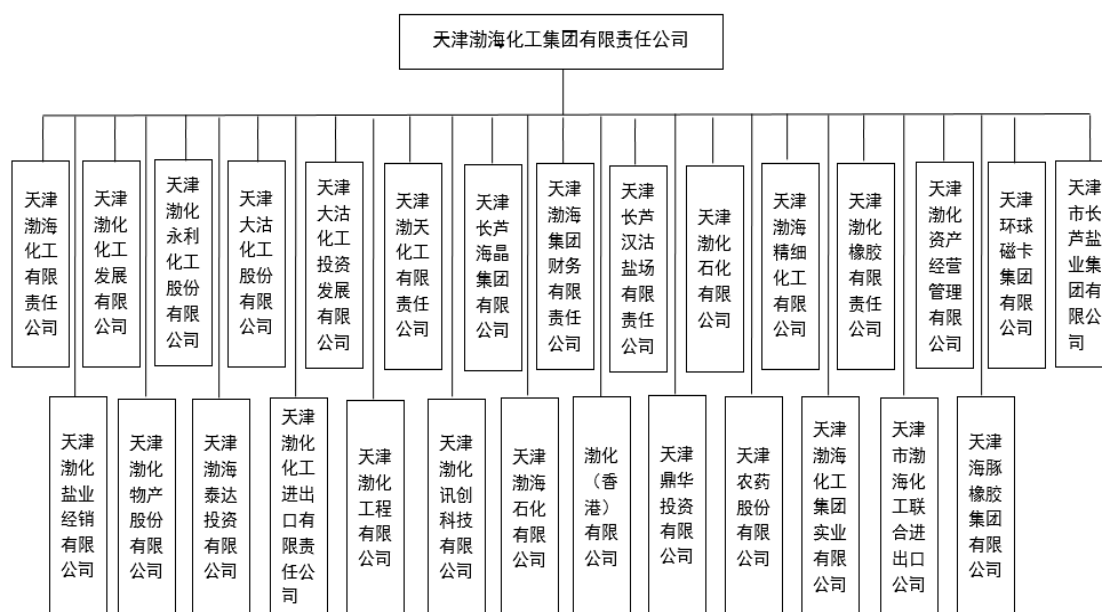 天津渤海化工集团有限责任公司
天津
渤海
化工
有限
责任
公司
天津
渤化
化工
发展
有限
公司
天津
渤化
永利
化工
股份
有限
公司
天津
大沽
化工
股份
有限
公司
天津
大沽
化工
投资
发展
有限
公司
天津
渤天
化工
有限
责任
公司
天津
长芦
海晶
集团
有限
公司
天津
渤海
集团
财务
有限
责任
公司
天津
长芦
汉沽
盐场
有限
责任
公司
天津
渤化
石化
有限
公司
天津
渤海
精细
化工
有限
公司
天津
渤化
橡胶
有限
责任
公司
天津
渤化
资产
经营
管理
有限
公司
天津
环球
磁卡
集团
有限
公司
天津
市长
芦盐
业集
团有
限公
司
天津
渤化
盐业
经销
有限
公司
天津
渤化
物产
股份
有限
公司
天津
渤海
泰达
投资
有限
公司
天津
渤化
化工
进出
口有
限责
任公
司
天津
渤化
工程
有限
公司
天津
渤化
讯创
科技
有限
公司
天津
渤海
石化
有限
公司
渤化
（香
港）
有限
公司
天津
鼎华
投资
有限
公司
天津
农药
股份
有限
公司
天津
渤海
化工
集团
实业
有限
公司
天津
市渤
海化
工联
合进
出口
公司
天津
海豚
橡胶
集团
有限
公司